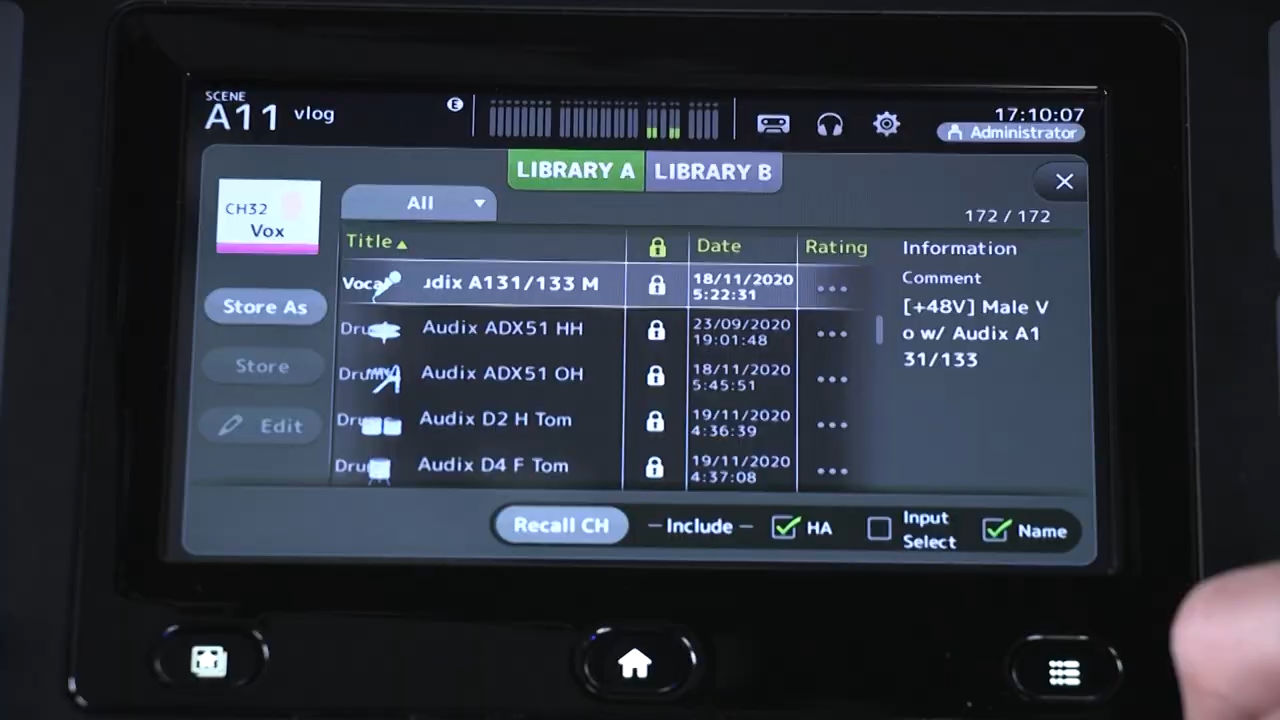 SCENE
A11 vlog
E
17:10:07
Administrator
LIBRARY A
LIBRARY B
CH32
Vox
All
172 / 172
Title
Date
Rating
Information
Comment
[+48V] Male V
o w/ Audix A1
31/133
A131/133 M
18/11/2020
5:22:31
Audix ADX51 HH
23/09/2020
19:01:48
Audix ADX51 OH
18/11/2020
5:45:51
Audix D2 H Tom
19/11/2020
4:36:39
Audix D4 F Tom
19/11/2020
4:37:08
Store As
Store
Edit
Recall CH
Include
HA
Input
Select
Name